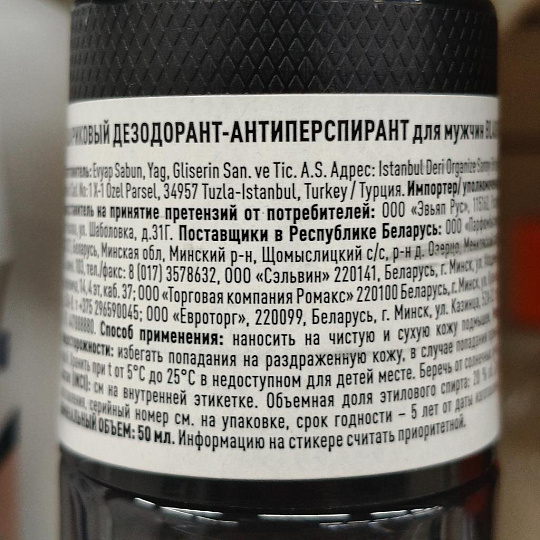 ДЕЗОДОРАНТ-АНТИПЕРСПИРАНТ для мужчин
Evyap Sabun, Yag, Gliserin San. ve Tic. A.S. Адрес: Istanbul Deri Organize
No: 1 X-1 Ozel Parsel, 34957 Tuzla-Istanbul, Turkey / Турция. Импортер/
на принятие претензий от потребителей: ООО «Эвьяп Рус»,
ул. Шаболовка, д.31Г. Поставщики в Республике Беларусь: ООО
Беларусь, Минская обл, Минский р-н, Щомыслицкий с/с, р-н д. Озерцо
тел./факс: 8 (017) 3578632, ООО «Сэльвин» 220141, Беларусь, г. Минск, ул.
каб. 37; ООО «Торговая компания Ромакс» 220100 Беларусь, г. Минск, ул.
+375 296590045; ООО «Евроторг», 220099, Беларусь, г. Минск, ул. Казинца,
Способ применения: наносить на чистую и сухую кожу
избегать попадания на раздраженную кожу, в случае попадания
при t от 5°C до 25°C в недоступном для детей месте. Беречь от
см на внутренней этикетке. Объемная доля этилового спирта:
серийный номер см. на упаковке, срок годности – 5 лет от даты
ОБЪЕМ: 50 мл. Информацию на стикере считать приоритетной.